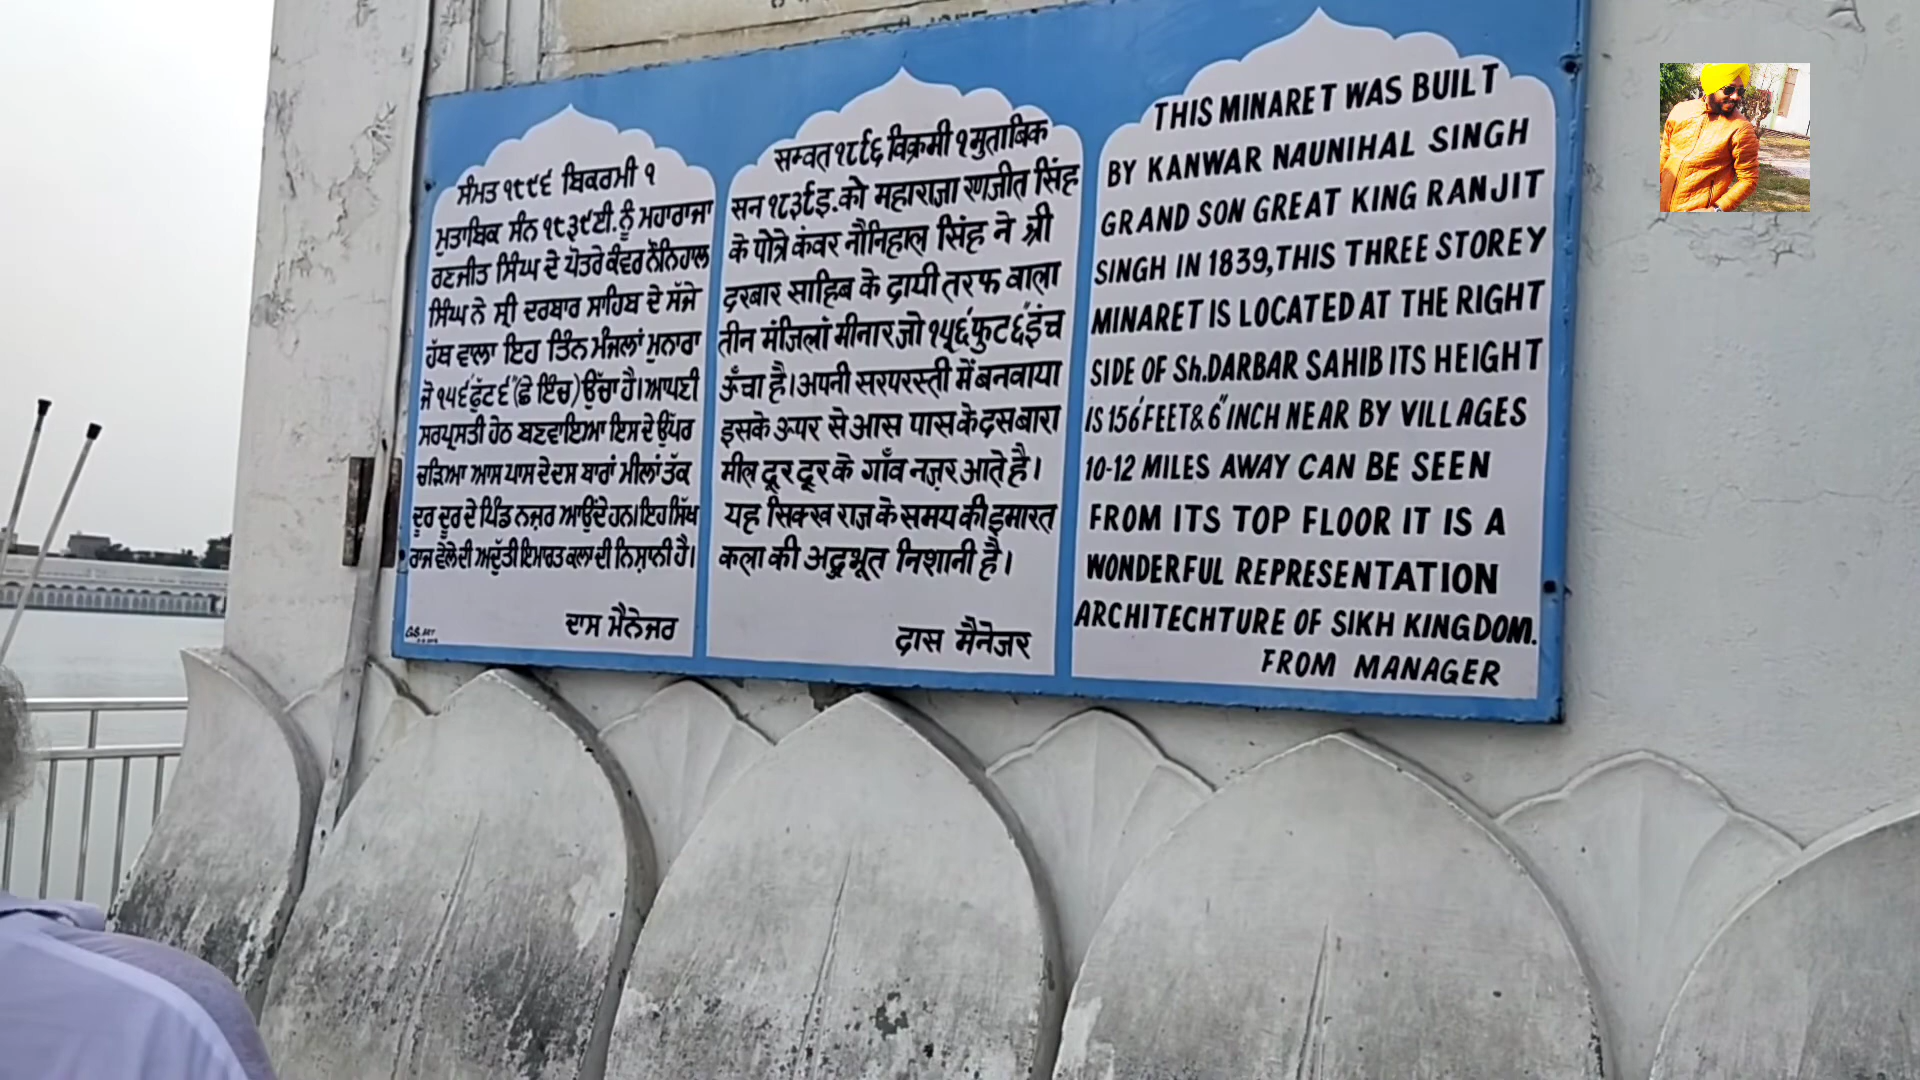 ਸੰਮਤ ੧੮੯੬ ਬਿਕਰਮੀ ੧
ਮੁਤਾਬਿਕ ਸੰਨ ੧੮੩੯ਈ. ਨੂੰ ਮਹਾਰਾਜਾ
ਰਣਜੀਤ ਸਿੰਘ ਦੇ ਪੋਤਰੇ ਕੰਵਰ ਨੌਨਿਹਾਲ
ਸਿੰਘ ਨੇ ਸ੍ਰੀ ਦਰਬਾਰ ਸਾਹਿਬ ਦੇ ਸੱਜੇ
ਹੱਥ ਵਾਲਾ ਇਹ ਤਿੰਨ ਮੰਜਲਾਂ ਮੁਨਾਰਾ
ਜੋ ੧੫੬' ਫੁੱਟ ੬" (ਛੇ ਇੰਚ) ਉੱਚਾ ਹੈ। ਆਪਣੀ
ਸਰਪ੍ਰਸਤੀ ਹੇਠ ਬਣਵਾਇਆ ਇਸ ਦੇ ਉੱਪਰ
ਚੜਿਆ ਆਸ ਪਾਸ ਦੇ ਦਸ ਬਾਰਾਂ ਮੀਲਾਂ ਤੱਕ
ਦੂਰ ਦੂਰ ਦੇ ਪਿੰਡ ਨਜ਼ਰ ਆਉਂਦੇ ਹਨ। ਇਹ ਸਿੱਖ
ਰਾਜ ਵੇਲੇ ਦੀ ਅਦੁੱਤੀ ਇਮਾਰਤ ਕਲਾ ਦੀ ਨਿਸ਼ਾਨੀ ਹੈ।
ਦਾਸ ਮੈਨੇਜਰ
G.S. ART
सम्वत् १८९६ विक्रमी १ मुताबिक
सन १८३९इ. को महाराजा रणजीत सिंह
के पोत्रे कंवर नौनिहाल सिंह ने श्री
दरबार साहिब के दायी तरफ वाला
तीन मंजिलां मीनार जो १५६' फुट ६" इंच
ऊँचा है। अपनी सरपरस्ती में बनवाया
इसके ऊपर से आस पास के दस बारा
मील दूर दूर के गाँव नज़र आते है।
यह सिक्ख राज के समय की इमारत
कला की अद्रुभूत निशानी है।
दास मैनेजर
THIS MINARET WAS BUILT
BY KANWAR NAUNIHAL SINGH
GRAND SON GREAT KING RANJIT
SINGH IN 1839, THIS THREE STOREY
MINARET IS LOCATED AT THE RIGHT
SIDE OF Sh. DARBAR SAHIB ITS HEIGHT
IS 156' FEET & 6" INCH NEAR BY VILLAGES
10-12 MILES AWAY CAN BE SEEN
FROM ITS TOP FLOOR IT IS A
WONDERFUL REPRESENTATION
ARCHITECHTURE OF SIKH KINGDOM.
FROM MANAGER